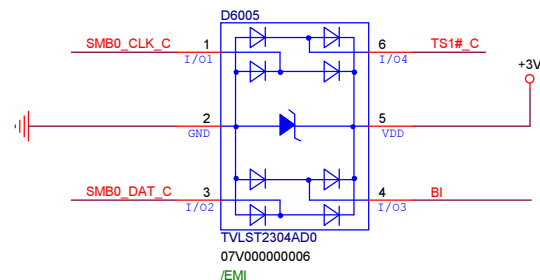 D6005
SMB0_CLK_C 1 6 TS1#_C
I/O1 I/O4
+3V
2 5
GND VDD
SMB0_DAT_C 3 4 BI
I/O2 I/O3
TVLST2304AD0
07V000000006
/EMI